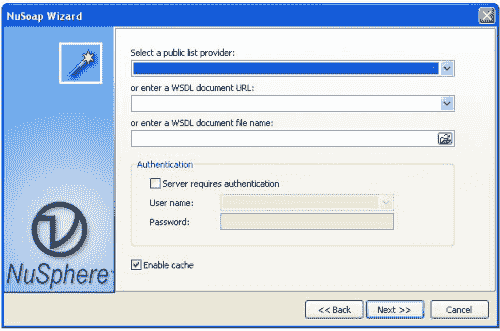 NuSoap Wizard
Select a public list provider:
or enter a WSDL document URL:
or enter a WSDL document file name:
Authentication
Server requires authentication
User name:
Password:
Enable cache
NuSphere
<< Back
Next >>
Cancel